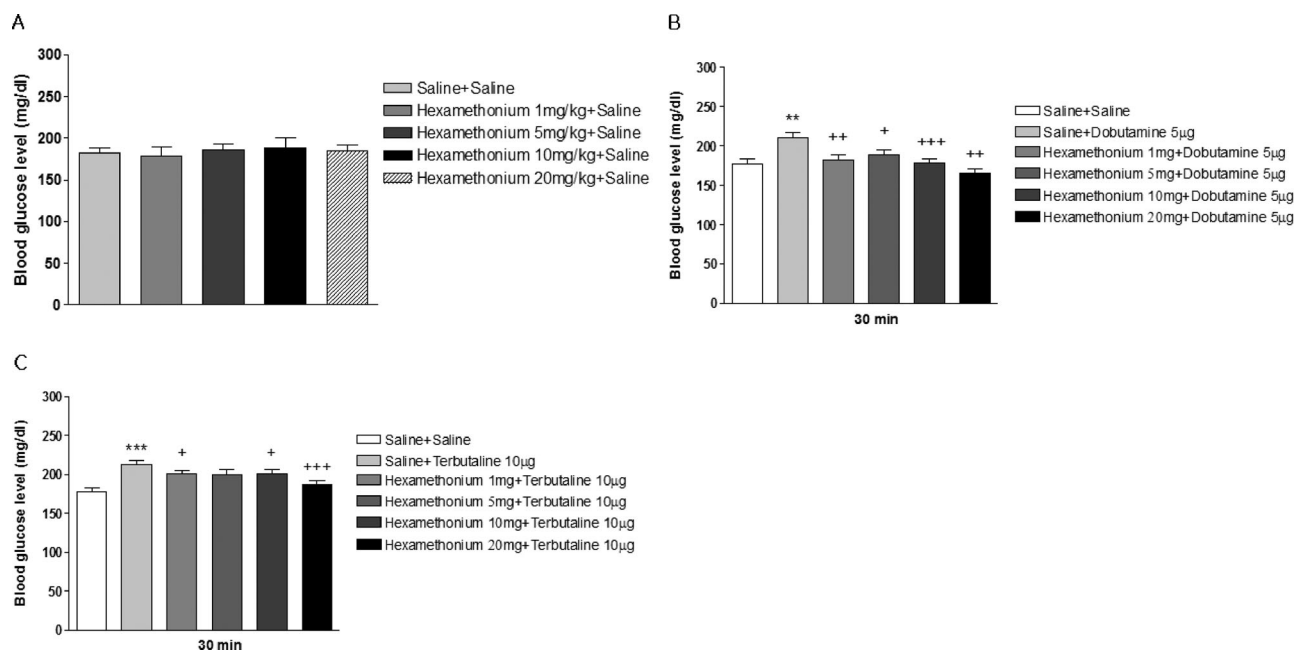 A
Blood glucose level (mg/dl)
300
250
200
150
100
50
0
Saline+Saline
Hexamethonium 1mg/kg+Saline
Hexamethonium 5mg/kg+Saline
Hexamethonium 10mg/kg+Saline
Hexamethonium 20mg/kg+Saline
B
Blood glucose level (mg/dl)
300
250
200
150
100
50
0
**
++
+
+++
++
30 min
Saline+Saline
Saline+Dobutamine 5μg
Hexamethonium 1mg+Dobutamine 5μg
Hexamethonium 5mg+Dobutamine 5μg
Hexamethonium 10mg+Dobutamine 5μg
Hexamethonium 20mg+Dobutamine 5μg
C
Blood glucose level (mg/dl)
300
250
200
150
100
50
0
***
+
+
+++
30 min
Saline+Saline
Saline+Terbutaline 10μg
Hexamethonium 1mg+Terbutaline 10μg
Hexamethonium 5mg+Terbutaline 10μg
Hexamethonium 10mg+Terbutaline 10μg
Hexamethonium 20mg+Terbutaline 10μg